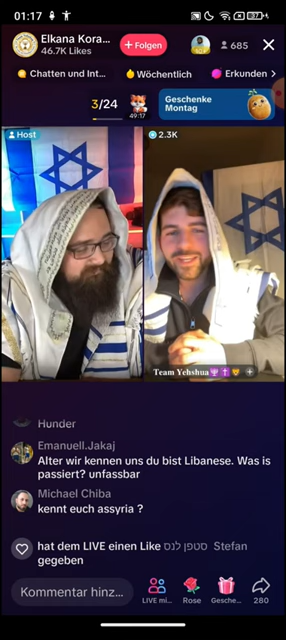 01:17
37
Elkana Kora...
46.7K Likes
+ Folgen
685
Chatten und Int...
Wöchentlich
Erkunden >
3/24
49:17
Geschenke
Montag
Host
2.3K
Team Yehshua
Hunder
Emanuell.Jakaj
Alter wir kennen uns du bist Libanese. Was is
passiert? unfassbar
Michael Chiba
kennt euch assyria ?
hat dem LIVE einen Like סטפן לנס Stefan
gegeben
Kommentar hinz...
LIVE mi...
Rose
Gesche...
280